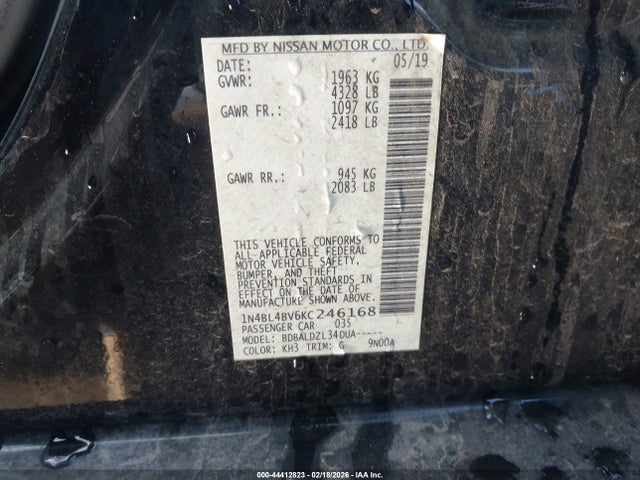 MFD BY NISSAN MOTOR CO., LTD.
DATE: 05/19
GVWR: 1963 KG
4328 LB
GAWR FR.: 1097 KG
2418 LB
GAWR RR.: 945 KG
2083 LB
THIS VEHICLE CONFORMS TO
ALL-APPLICABLE FEDERAL
MOTOR VEHICLE SAFETY,
BUMPER, AND THEFT
PREVENTION STANDARDS IN
EFFECT ON THE DATE OF
MANUFACTURE SHOWN ABOVE.
1N4BL4BV6KC246168
PASSENGER CAR 035
MODEL: BDBALDZL34DUA-----
COLOR: KH3 TRIM: G 9N00A
000-44412823 | 02/18/2026 - IAA Inc.